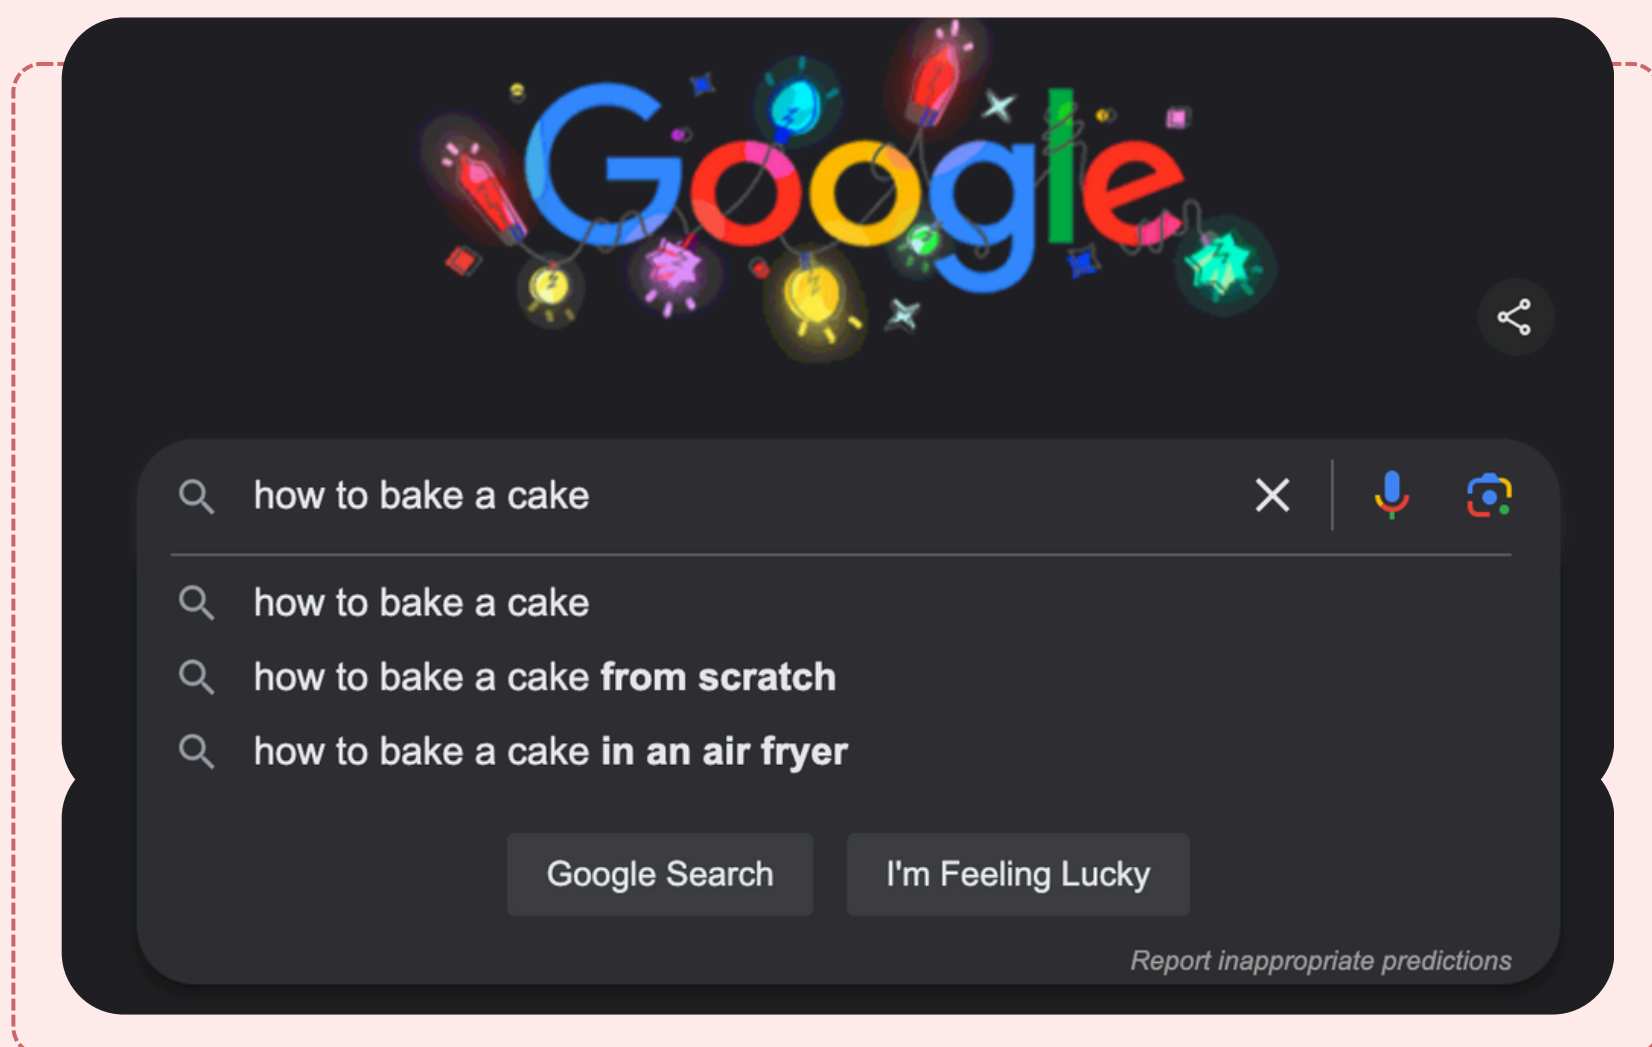 Google
how to bake a cake
how to bake a cake
how to bake a cake from scratch
how to bake a cake in an air fryer
Google Search
I'm Feeling Lucky
Report inappropriate predictions